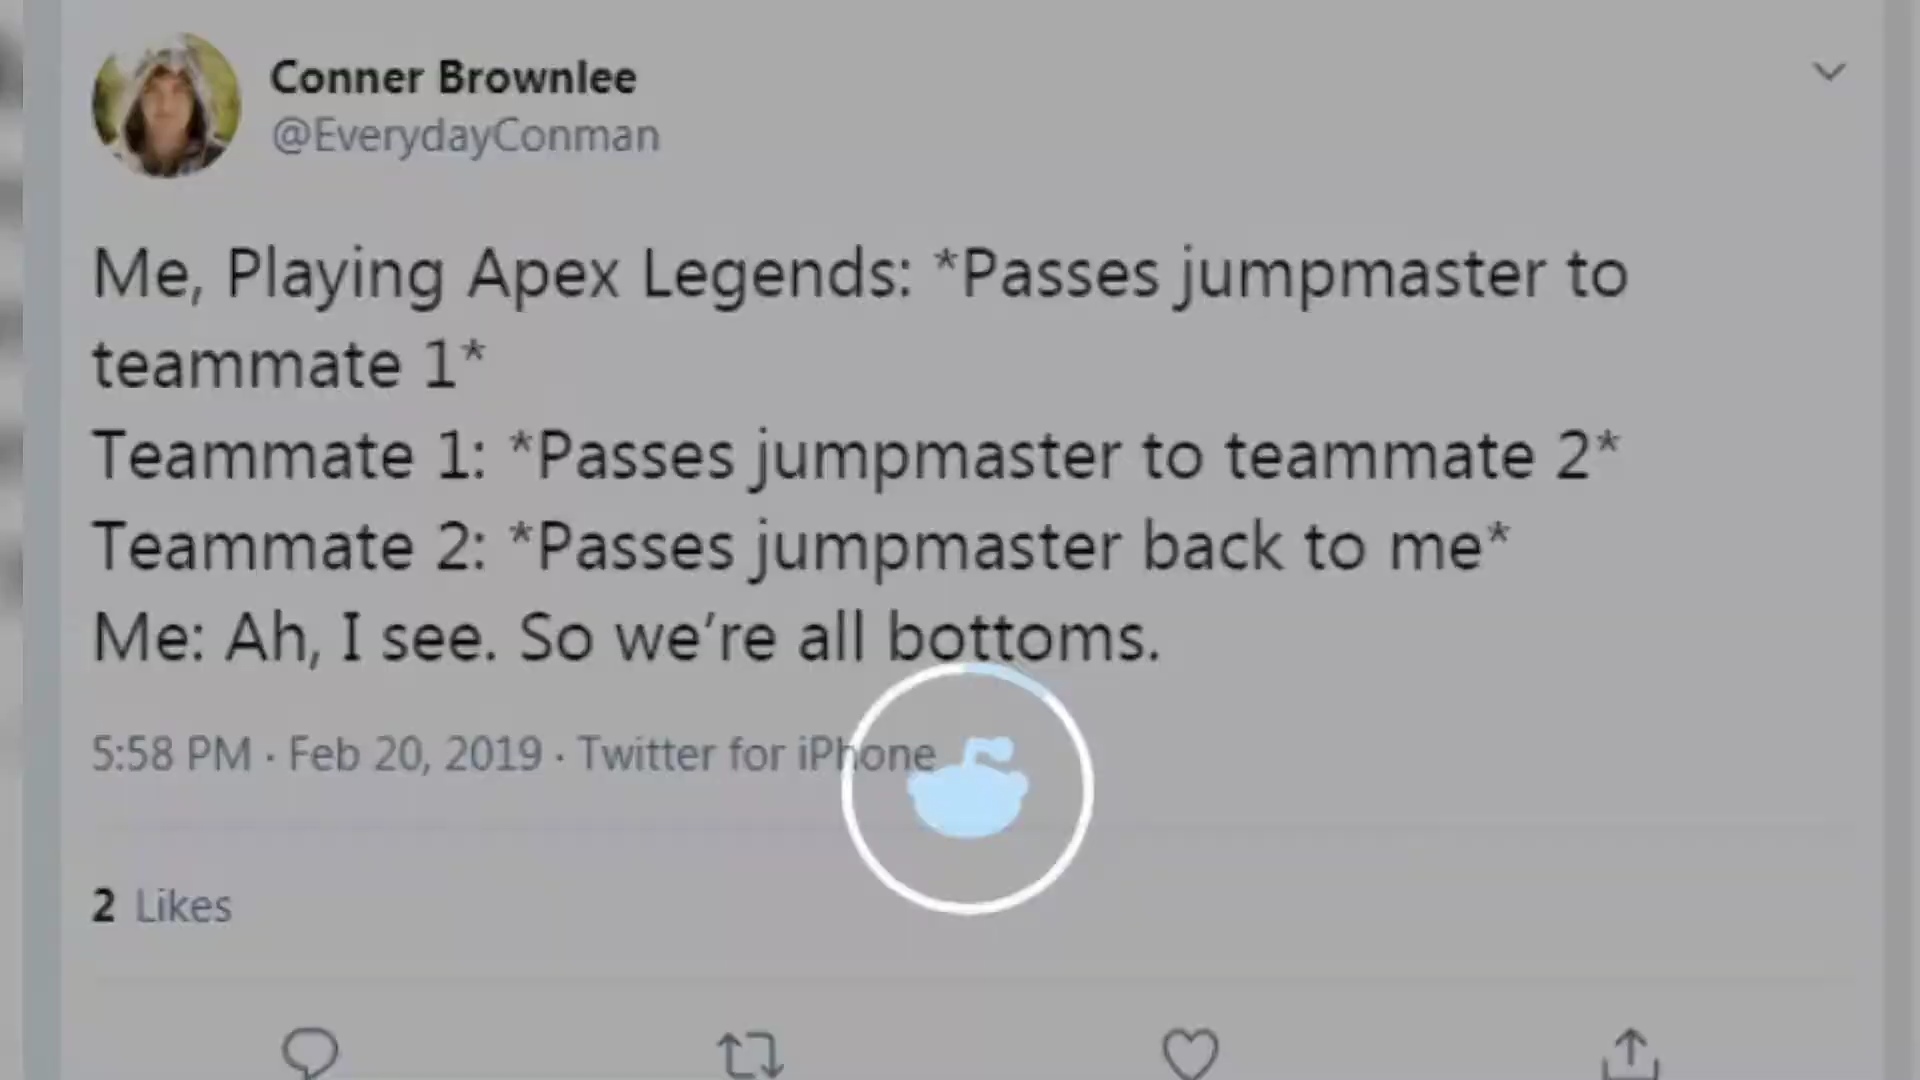 Conner Brownlee
@EverydayConman
Me, Playing Apex Legends: *Passes jumpmaster to
teammate 1*
Teammate 1: *Passes jumpmaster to teammate 2*
Teammate 2: *Passes jumpmaster back to me*
Me: Ah, I see. So we’re all bottoms.
5:58 PM · Feb 20, 2019 · Twitter for iPhone
2 Likes